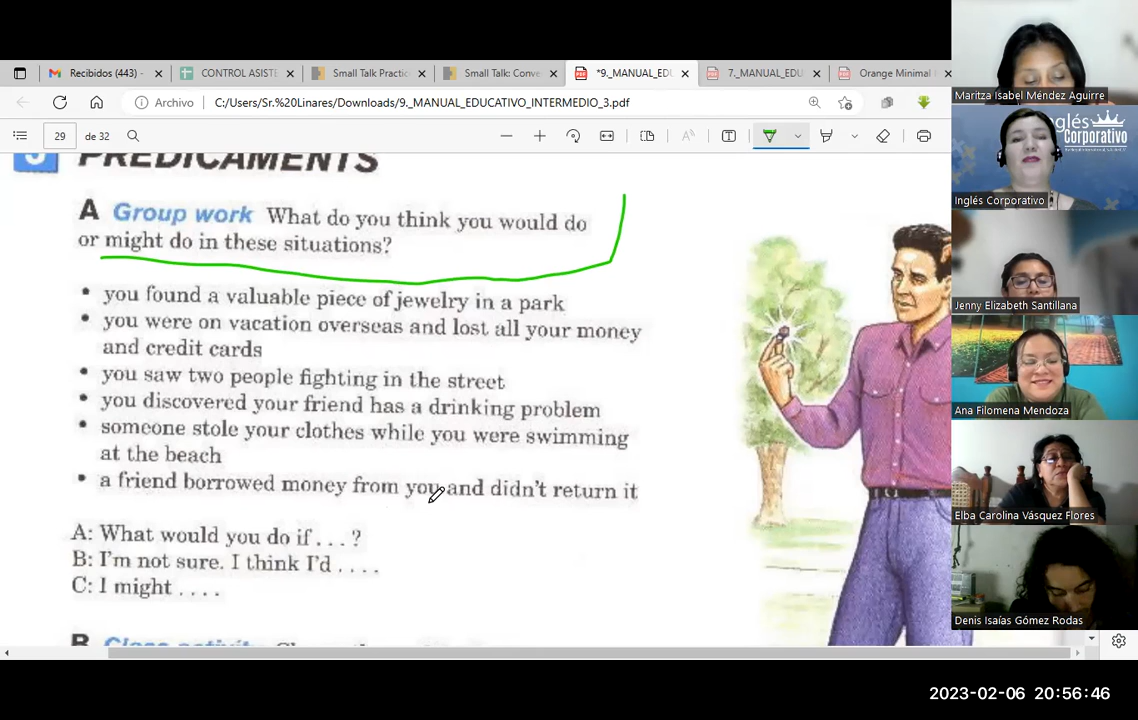 Recibidos (443) -
CONTROL ASIST
Small Talk Practic
Small Talk: Conve
*9._MANUAL_EDU
7._MANUAL_EDU
Orange Minimal
Archivo
C:/Users/Sr.%20Linares/Downloads/9._MANUAL_EDUCATIVO_INTERMEDIO_3.pdf
29 de 32
PREDICAMENTS
A Group work What do you think you would do
or might do in these situations?
• you found a valuable piece of jewelry in a park
• you were on vacation overseas and lost all your money
and credit cards
• you saw two people fighting in the street
• you discovered your friend has a drinking problem
• someone stole your clothes while you were swimming
at the beach
• a friend borrowed money from you and didn't return it
A: What would you do if . . . ?
B: I'm not sure. I think I'd . . . .
C: I might . . . .
B Class activity
Maritza Isabel Méndez Aguirre
Inglés
Corporativo
Inglés Corporativo
Jenny Elizabeth Santillana
Ana Filomena Mendoza
Elba Carolina Vásquez Flores
Denis Isaías Gómez Rodas
2023-02-06 20:56:46